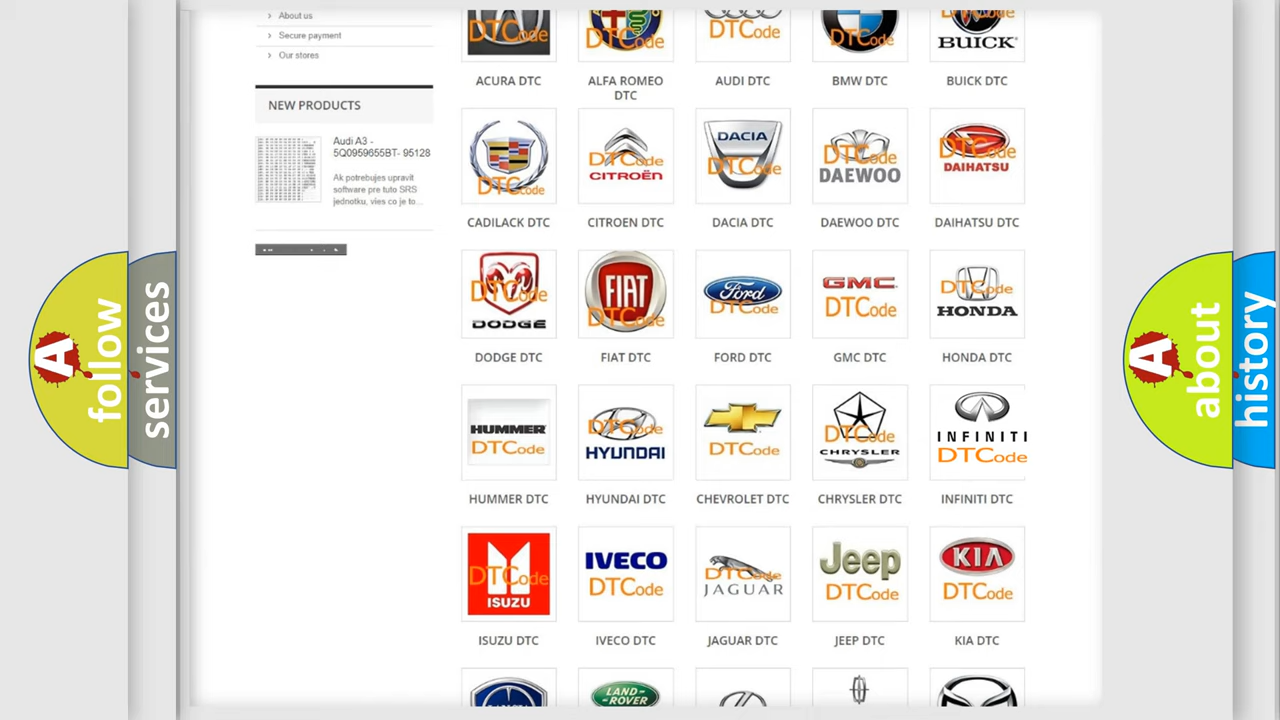 About us
Secure payment
Our stores
NEW PRODUCTS
Audi A3 -
5Q0959655BT- 95128
Ak potrebujes upravit
software pre tuto SRS
jednotku, vies co je to...
DTCode DTCode DTCode DTCode DTCode
BUICK
ACURA DTC ALFA ROMEO DTC AUDI DTC BMW DTC BUICK DTC
DTCode
DTCode CITROËN
DACIA DTCode
DTCode DAEWOO
DTCode DAIHATSU
CADILACK DTC CITROEN DTC DACIA DTC DAEWOO DTC DAIHATSU DTC
DTCode DODGE
FIAT DTCode
Ford DTCode
GMC DTCode
DTCode HONDA
DODGE DTC FIAT DTC FORD DTC GMC DTC HONDA DTC
HUMMER DTCode
DTCode HYUNDAI
DTCode
DTCode CHRYSLER
INFINITI DTCode
HUMMER DTC HYUNDAI DTC CHEVROLET DTC CHRYSLER DTC INFINITI DTC
DTCode ISUZU
IVECO DTCode
DTCode JAGUAR
Jeep DTCode
KIA DTCode
ISUZU DTC IVECO DTC JAGUAR DTC JEEP DTC KIA DTC
LAND-
ROVER
A follow
services
A about
history